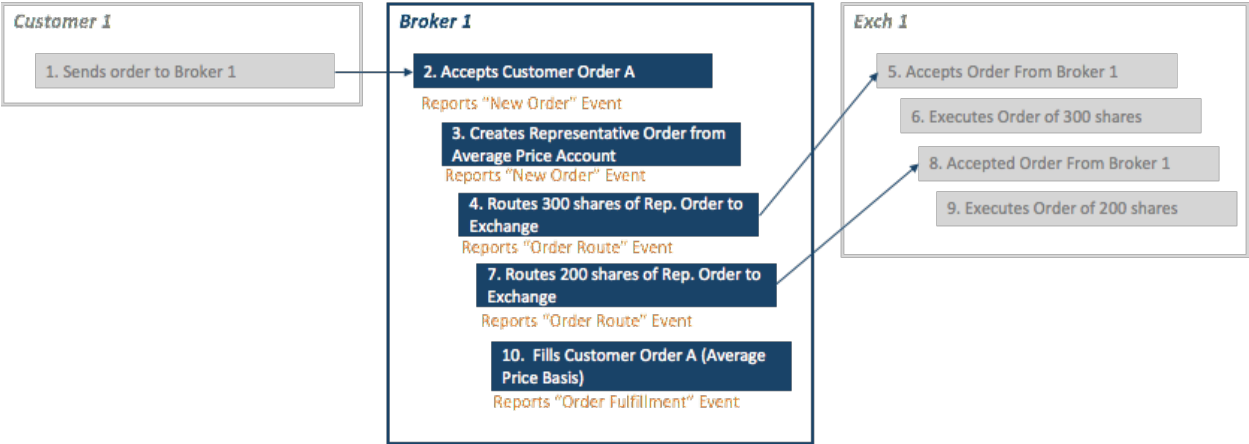 Customer 1
1. Sends order to Broker 1
Broker 1
2. Accepts Customer Order A
Reports "New Order" Event
3. Creates Representative Order from
Average Price Account
Reports "New Order" Event
4. Routes 300 shares of Rep. Order to
Exchange
Reports "Order Route" Event
7. Routes 200 shares of Rep. Order to
Exchange
Reports "Order Route" Event
10. Fills Customer Order A (Average
Price Basis)
Reports "Order Fulfillment" Event
Exch 1
5. Accepts Order From Broker 1
6. Executes Order of 300 shares
8. Accepted Order From Broker 1
9. Executes Order of 200 shares